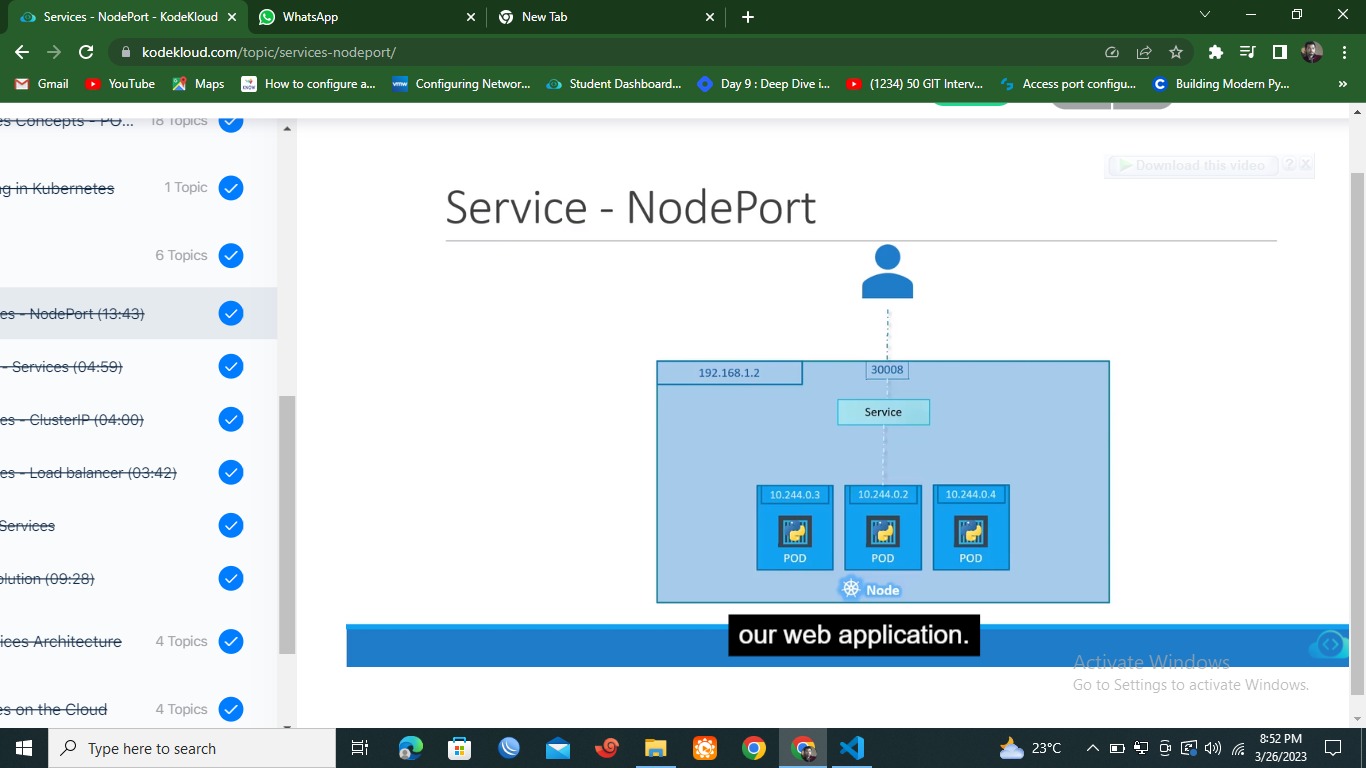 Services - NodePort - KodeKloud
WhatsApp
New Tab
kodekloud.com/topic/services-nodeport/
Gmail
YouTube
Maps
How to configure a...
Configuring Networ...
Student Dashboard...
Day 9 : Deep Dive i...
(1234) 50 GIT Interv...
Access port configu...
Building Modern Py...
»
es Concepts - PO... 18 Topics
ng in Kubernetes 1 Topic
6 Topics
es - NodePort (13:43)
- Services (04:59)
es - ClusterIP (04:00)
es - Load balancer (03:42)
Services
olution (09:28)
ices Architecture 4 Topics
es on the Cloud 4 Topics
Download this video ? x
Service - NodePort
192.168.1.2
30008
Service
10.244.0.3 10.244.0.2 10.244.0.4
POD POD POD
Node
our web application.
Activate Windows
Go to Settings to activate Windows.
Type here to search
23°C
8:52 PM
3/26/2023